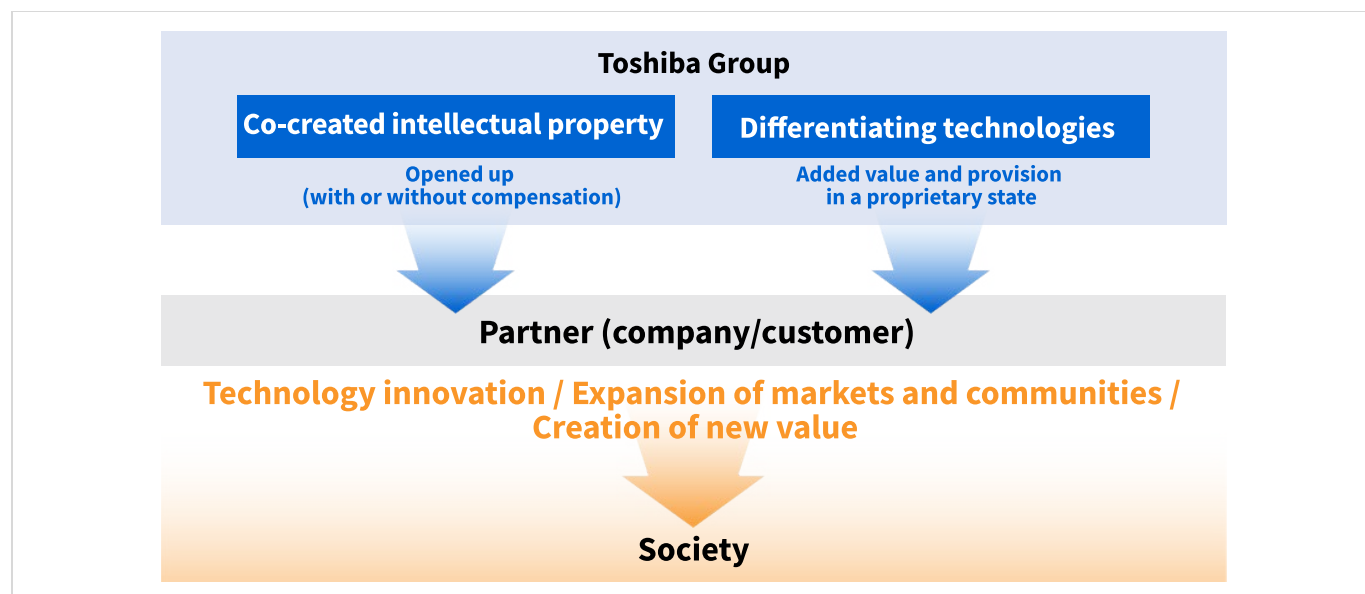 Toshiba Group
Co-created intellectual property
Differentiating technologies
Opened up
(with or without compensation)
Added value and provision
in a proprietary state
Partner (company/customer)
Technology innovation / Expansion of markets and communities /
Creation of new value
Society